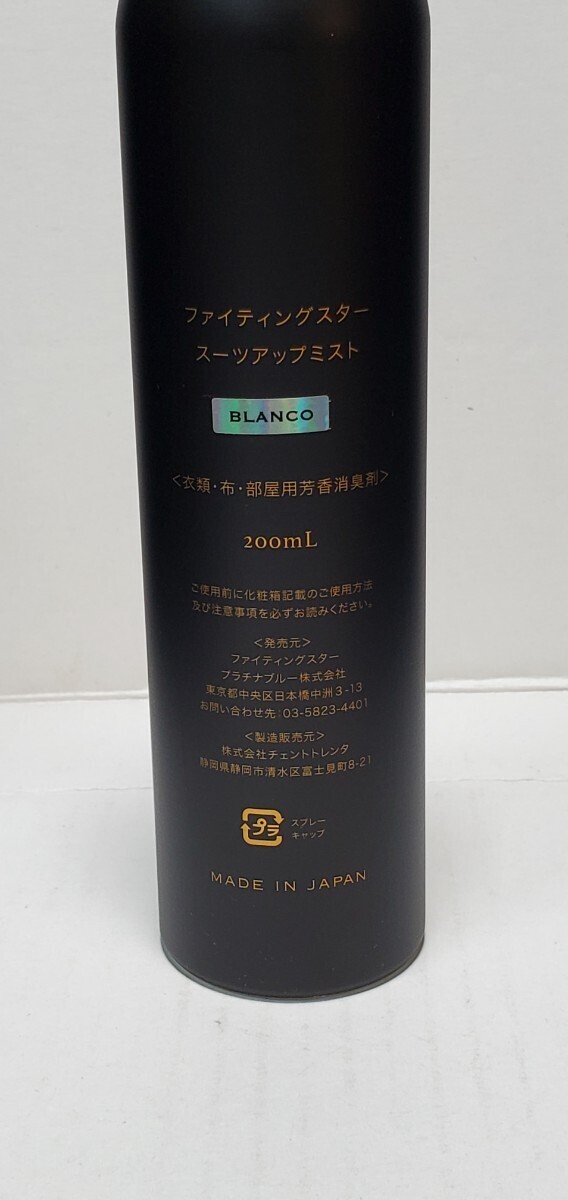 ファイティングスター
スーツアップミスト
BLANCO
<衣類・布・部屋用芳香消臭剤>
200mL
ご使用前に化粧箱記載のご使用方法
及び注意事項を必ずお読みください。
<発売元>
ファイティングスター
プラチナブルー株式会社
東京都中央区日本橋中洲3-13
お問い合わせ先:03-5823-4401
<製造販売元>
株式会社チェントトレンタ
静岡県静岡市清水区富士見町8-21
プラ
スプレー
キャップ
MADE IN JAPAN